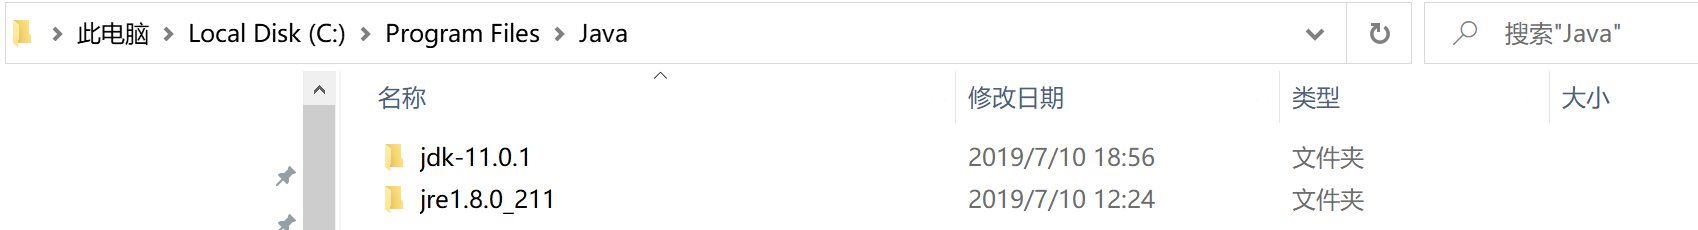 此电脑 Local Disk (C:) Program Files Java 搜索"Java"
名称 修改日期 类型 大小
jdk-11.0.1 2019/7/10 18:56 文件夹
jre1.8.0_211 2019/7/10 12:24 文件夹